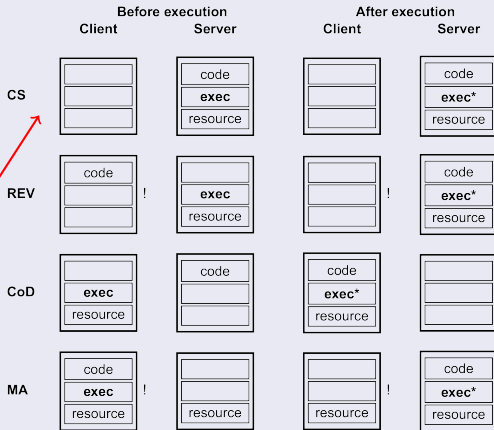 Before execution After execution
Client Server Client Server
code code
CS exec exec*
resource resource
code code
REV ! exec ! exec*
resource resource
code code
CoD exec exec*
resource resource
code code
MA exec ! ! exec*
resource resource resource resource